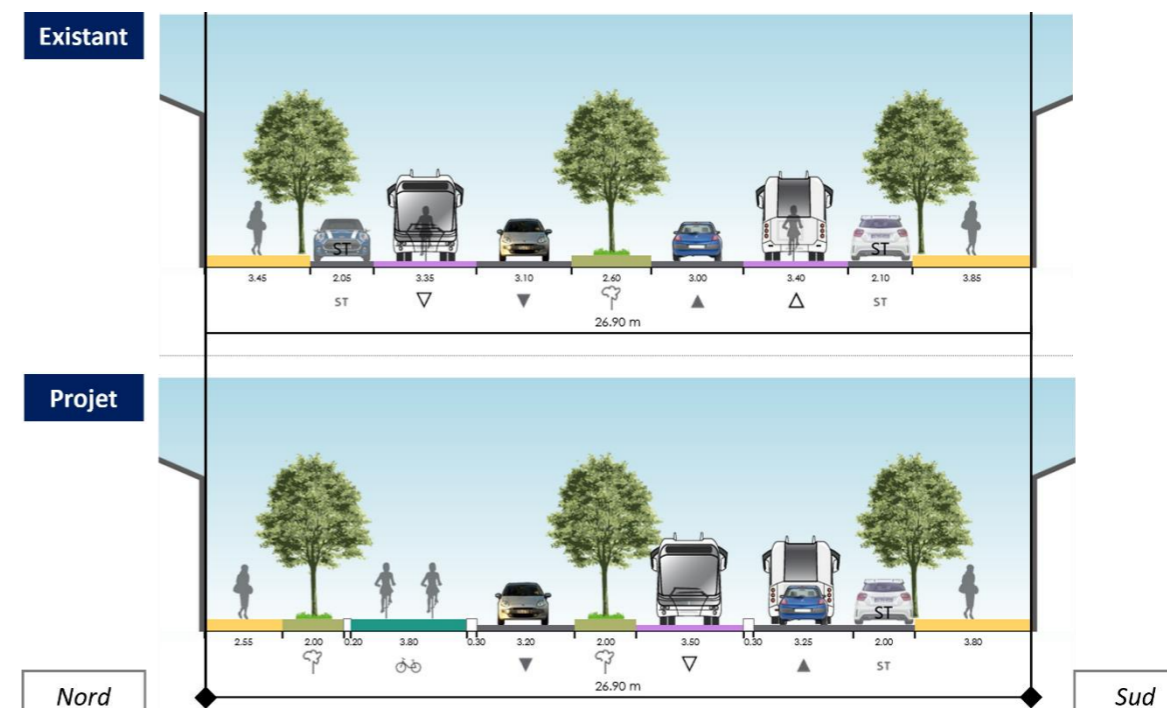 Existant
ST ST
3.45 2.05 3.35 3.10 2.60 3.00 3.40 2.10 3.85
ST ST
26.90 m
Projet
ST
2.55 2.00 0.20 3.80 0.30 3.20 2.00 3.50 0.30 3.25 2.00 3.80
ST
26.90 m
Nord Sud